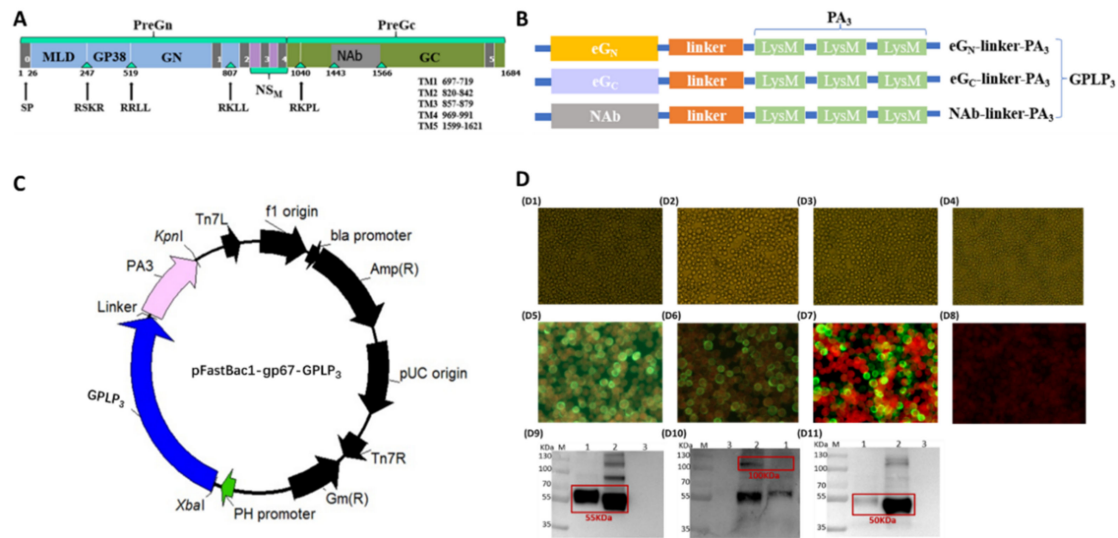 A
PreGn
PreGc
MLD
GP38
GN
NAb
GC
0
1
2
3
4
5
1 26
247
519
807
1040
1443
1566
1684
NSM
SP
RSKR
RRLL
RKLL
RKPL
TM1 697-719
TM2 820-842
TM3 857-879
TM4 969-991
TM5 1599-1621
B
PA3
eGN linker LysM LysM LysM eGN-linker-PA3
eGC linker LysM LysM LysM eGC-linker-PA3
GPLP3
NAb linker LysM LysM LysM NAb-linker-PA3
C
Tn7L
f1 origin
bla promoter
KpnI
PA3
Amp(R)
Linker
pFastBac1-gp67-GPLP3
pUC origin
GPLP3
Tn7R
Gm(R)
XbaI
PH promoter
D
(D1) (D2) (D3) (D4)
(D5) (D6) (D7) (D8)
(D9) (D10) (D11)
KDa M 1 2 3
130
100
70
55
35
55KDa
KDa M 3 2 1
130
100
70
55
35
100KDa
KDa M 1 2 3
130
100
70
55
35
50KDa